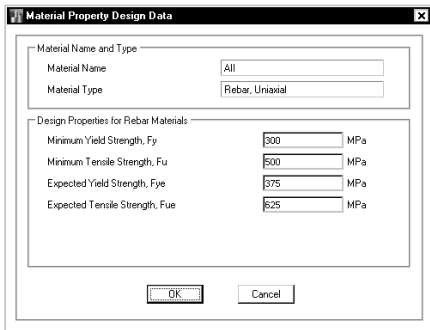 Material Property Design Data
Material Name and Type
Material Name All
Material Type Rebar, Uniaxial
Design Properties for Rebar Materials
Minimum Yield Strength, Fy 300 MPa
Minimum Tensile Strength, Fu 500 MPa
Expected Yield Strength, Fye 375 MPa
Expected Tensile Strength, Fue 625 MPa
OK Cancel